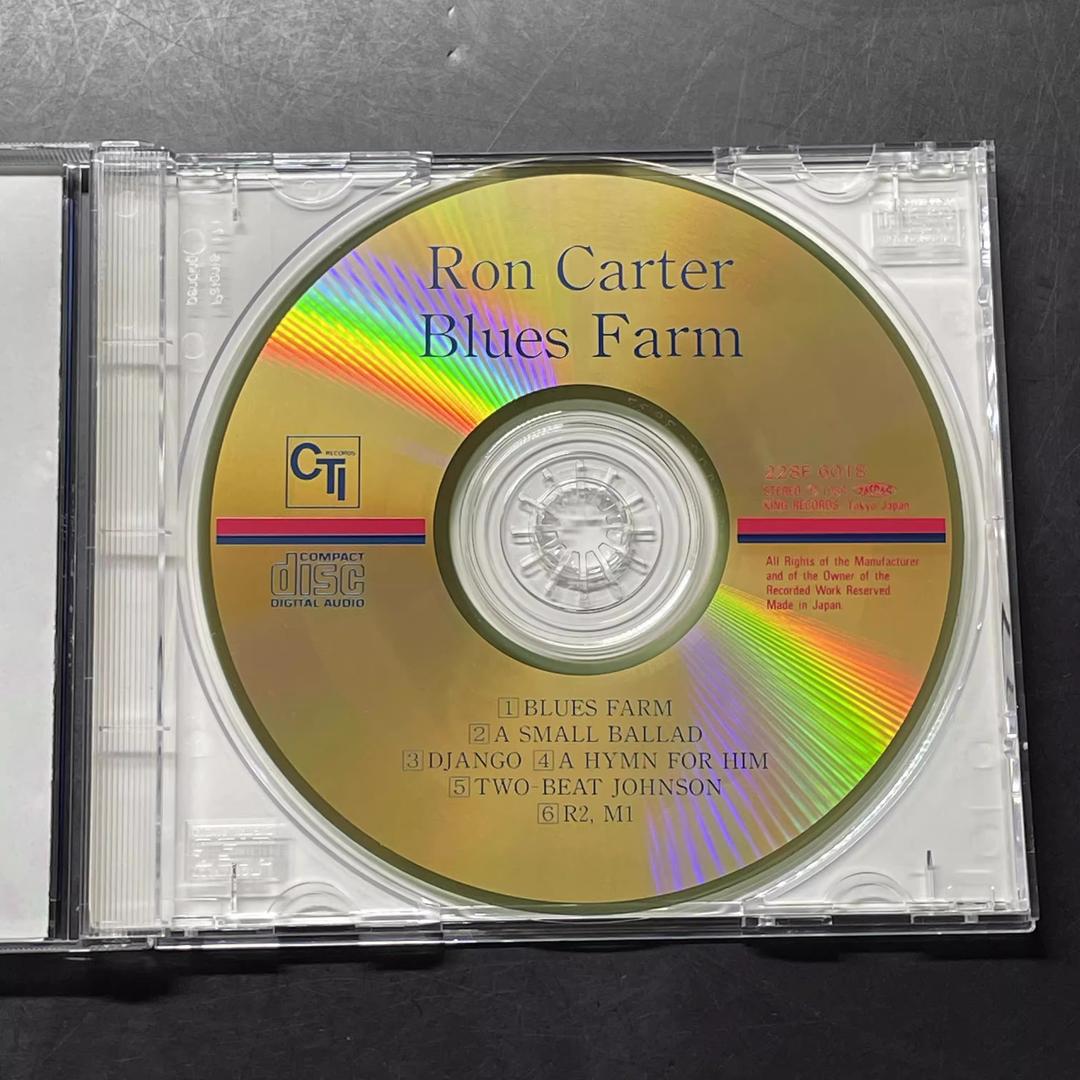 Ron Carter
Blues Farm
CTI RECORDS
228E 6018
STEREO
KING RECORDS, Tokyo Japan
COMPACT
disc
DIGITAL AUDIO
All Rights of the Manufacturer
and of the Owner of the
Recorded Work Reserved
Made in Japan.
1 BLUES FARM
2 A SMALL BALLAD
3 DJANGO 4 A HYMN FOR HIM
5 TWO-BEAT JOHNSON
6 R2, M1